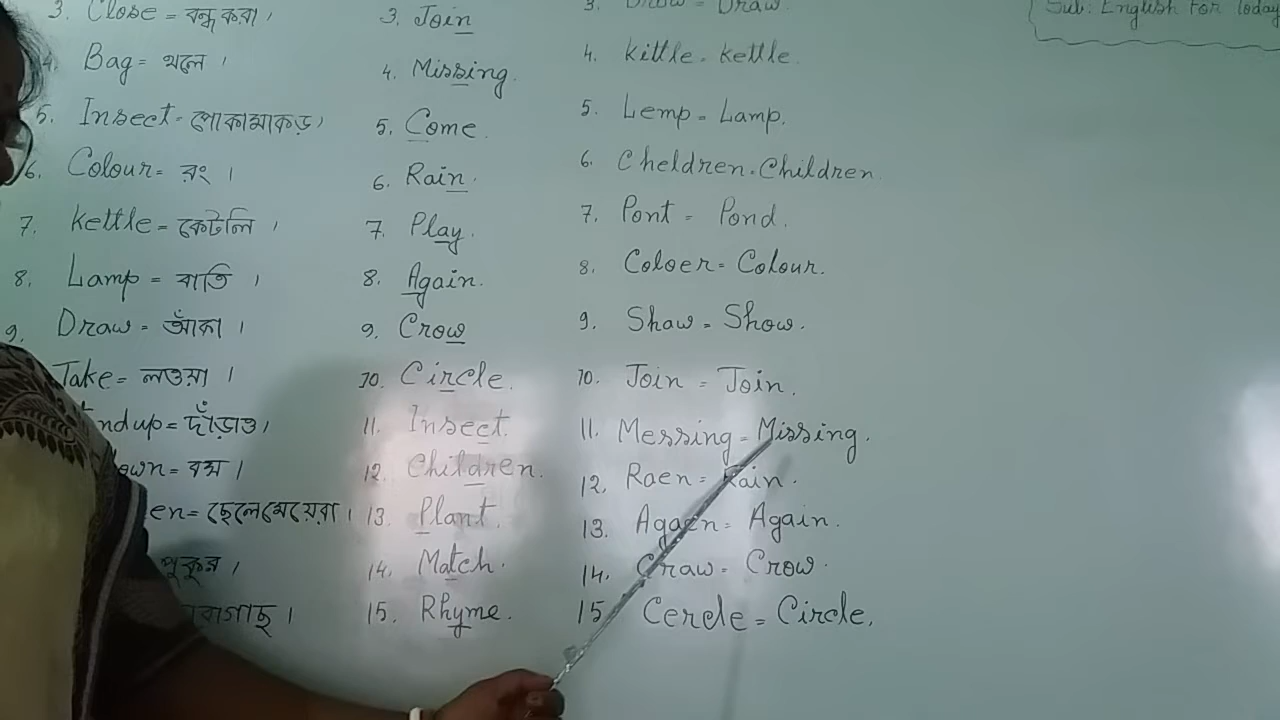 Sub: English For Today
3. Close = বন্ধ করা।
4. Bag = থলে।
5. Insect = পোকামাকড়।
6. Colour = রং।
7. Kettle = কেটলি।
8. Lamp = বাতি।
9. Draw = আঁকা।
Take = লওয়া।
nd up = দাঁড়াও।
own = বস।
en = ছেলেমেয়েরা।
পুকুর।
3. Join
4. Missing.
5. Come.
6. Rain.
7. Play.
8. Again.
9. Crow
10. Circle.
11. Insect.
12. Children.
13. Plant.
14. Match.
15. Rhyme.
3. Drow = Draw.
4. Kittle = Kettle.
5. Lemp = Lamp.
6. Cheldren = Children.
7. Pont = Pond.
8. Coloer = Colour.
9. Shaw = Show.
10. Join = Join.
11. Messing = Missing.
12. Raen = Rain.
13. Agaen = Again.
14. Craw = Crow.
15 Cercle = Circle.